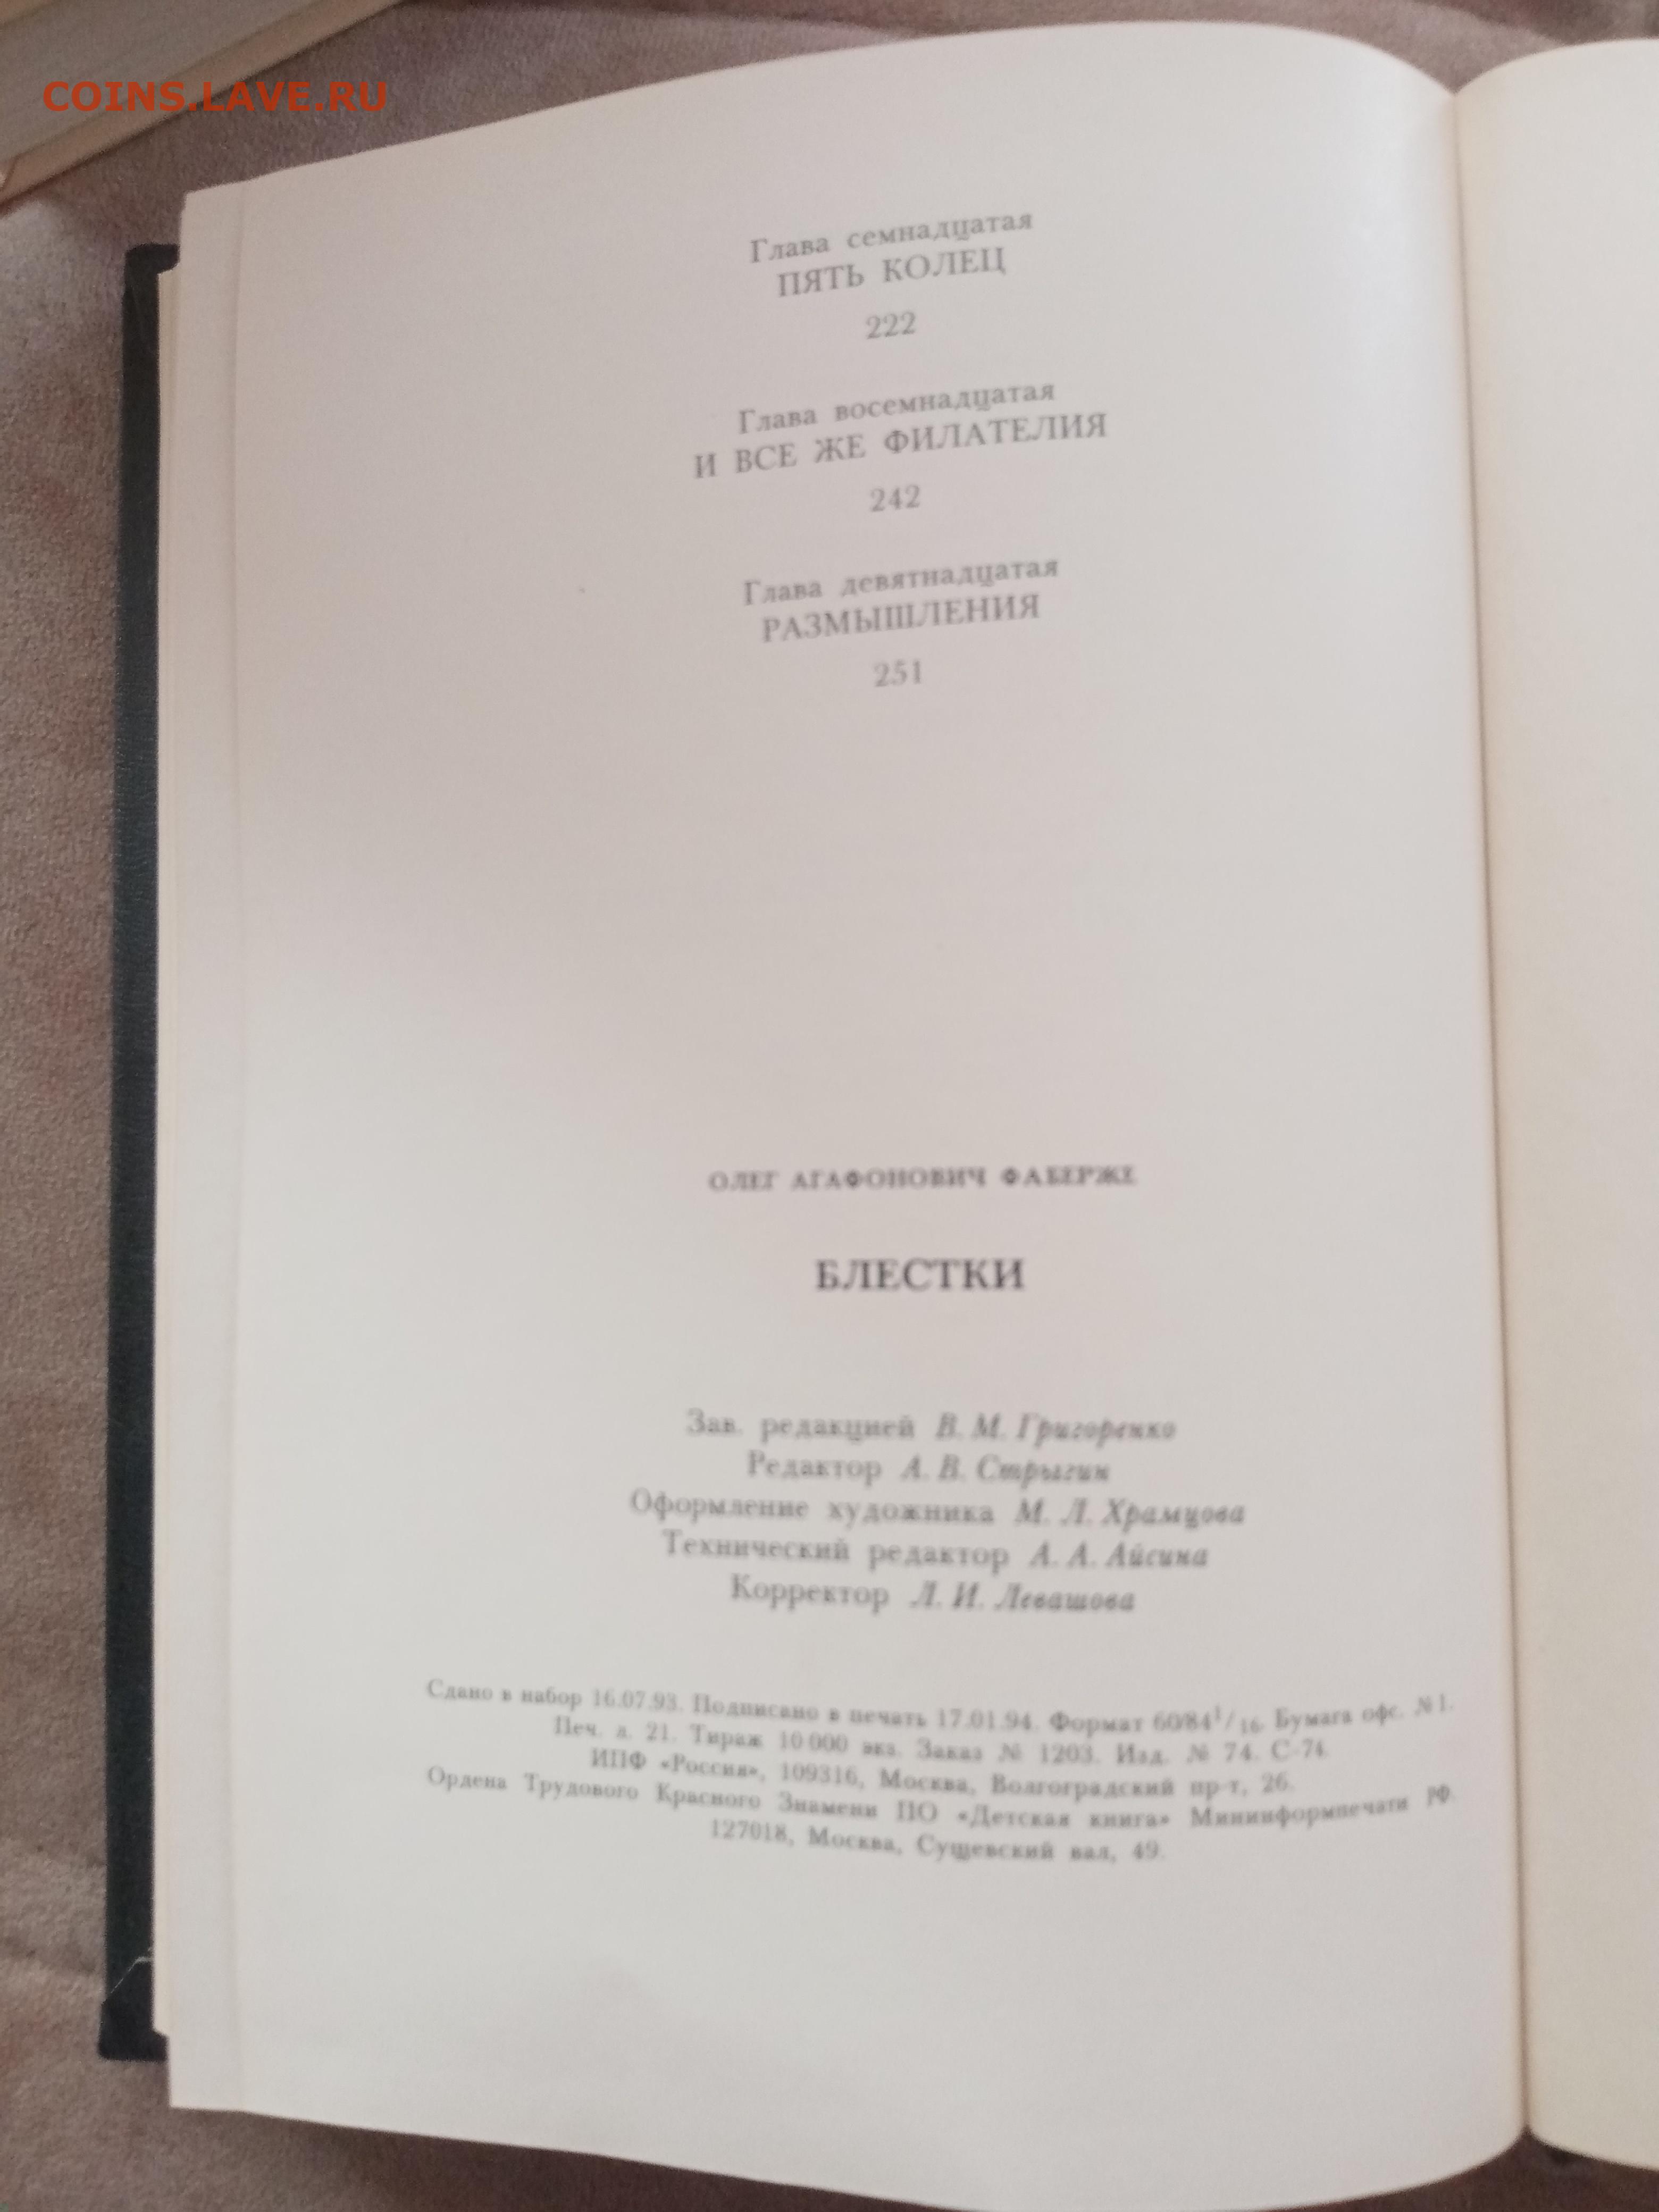 COINS.LAVE.RU
Глава семнадцатая
ПЯТЬ КОЛЕЦ
222
Глава восемнадцатая
И ВСЕ ЖЕ ФИЛАТЕЛИЯ
242
Глава девятнадцатая
РАЗМЫШЛЕНИЯ
251
ОЛЕГ АГАФОНОВИЧ ФАБЕРЖЕ
БЛЕСТКИ
Зав. редакцией В. М. Григоренко
Редактор А. В. Стрыгин
Оформление художника М. Л. Храмцова
Технический редактор А. А. Айсина
Корректор Л. И. Левашова
Сдано в набор 16.07.93. Подписано в печать 17.01.94. Формат 60/84¹/₁₆. Бумага офс. №1.
Печ. л. 21. Тираж 10 000 экз. Заказ № 1203. Изд. № 74. С-74.
ИПФ «Россия», 109316, Москва, Волгоградский пр-т, 26.
Ордена Трудового Красного Знамени ПО «Детская книга» Мининформпечати РФ.
127018, Москва, Сущевский вал, 49.